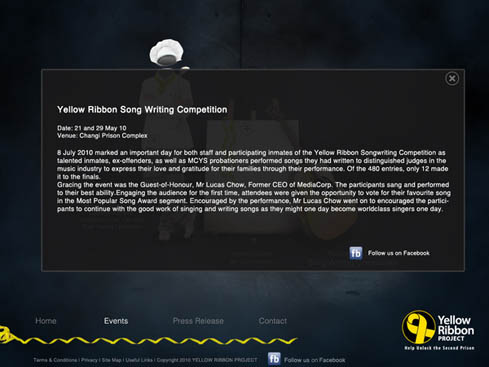 Yellow Ribbon Song Writing Competition
Date: 21 and 29 May 10
Venue: Changi Prison Complex
8 July 2010 marked an important day for both staff and participating inmates of the Yellow Ribbon Songwriting Competition as
talented inmates, ex-offenders, as well as MCYS probationers performed songs they had written to distinguished judges in the
music industry to express their love and gratitude for their families through their performance. Of the 480 entries, only 12 made
it to the finals.
Gracing the event was the Guest-of-Honour, Mr Lucas Chow, Former CEO of MediaCorp. The participants sang and performed
to their best ability.Engaging the audience for the first time, attendees were given the opportunity to vote for their favourite song
in the Most Popular Song Award segment. Encouraged by the performance, Mr Lucas Chow went on to encouraged the partici-
pants to continue with the good work of singing and writing songs as they might one day become worldclass singers one day.
fb Follow us on Facebook
Home Events Press Release Contact
Yellow
Ribbon
PROJECT
Help Unlock the Second Prison
Terms & Conditions | Privacy | Site Map | Useful Links | Copyright 2010 YELLOW RIBBON PROJECT fb Follow us on Facebook